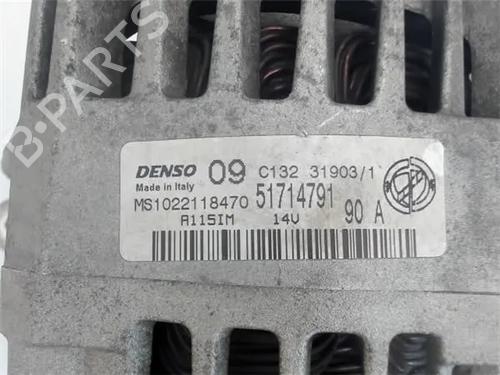 B-PARTS
DENSO 09 C132 31903/1
Made in Italy
MS1022118470 51714791
A115IM 14V 90 A